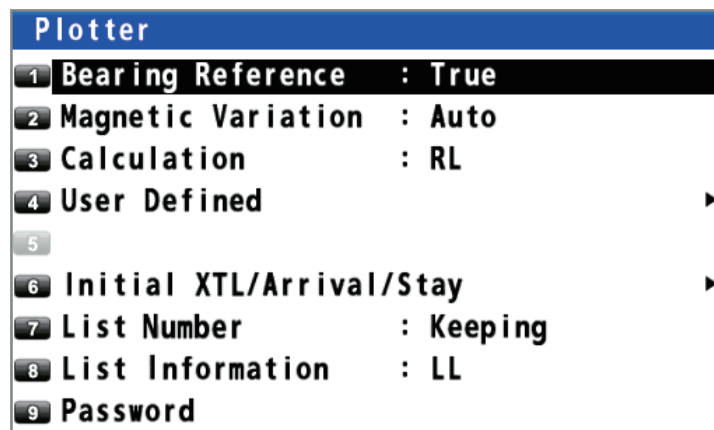 Plotter
1 Bearing Reference : True
2 Magnetic Variation : Auto
3 Calculation : RL
4 User Defined
5
6 Initial XTL/Arrival/Stay
7 List Number : Keeping
8 List Information : LL
9 Password